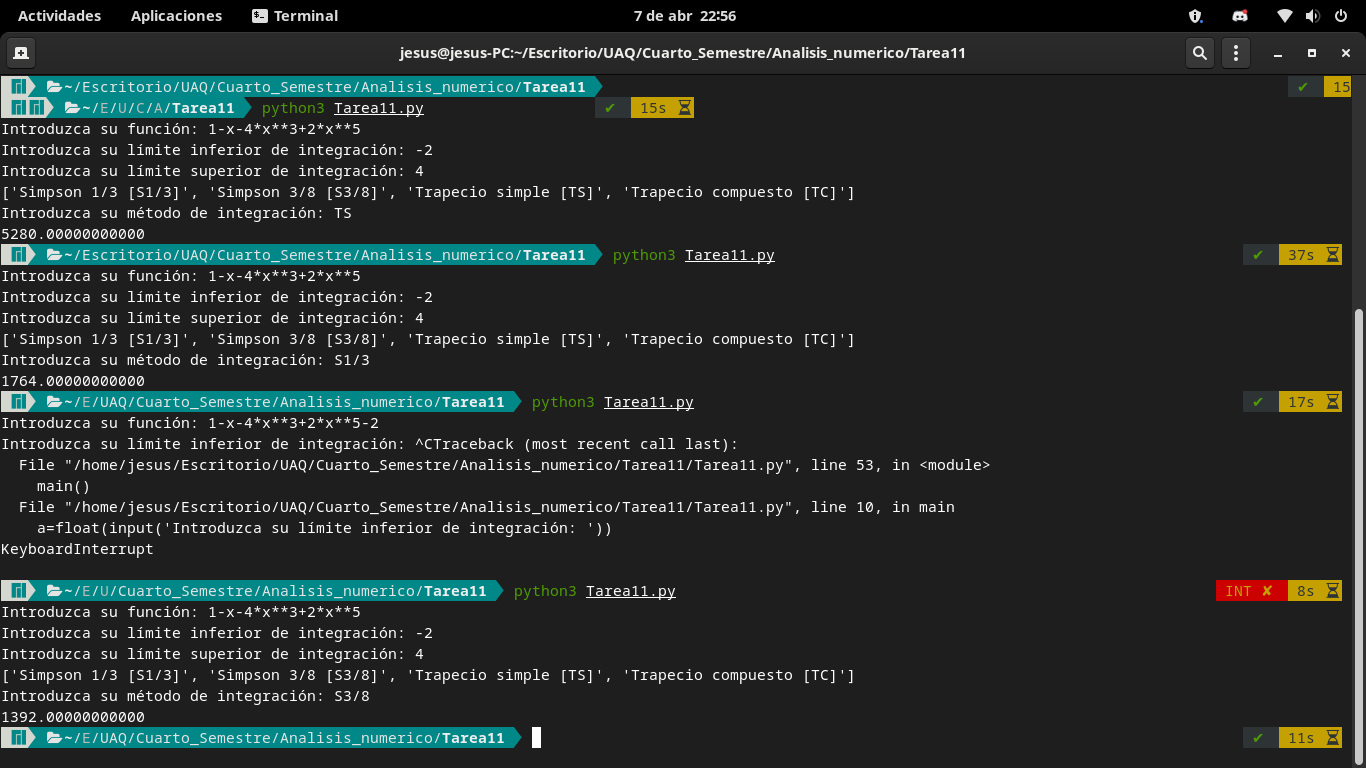 Actividades Aplicaciones Terminal 7 de abr 22:56
jesus@jesus-PC:~/Escritorio/UAQ/Cuarto_Semestre/Analisis_numerico/Tarea11
~/Escritorio/UAQ/Cuarto_Semestre/Analisis_numerico/Tarea11 ✔ 15
~/E/U/C/A/Tarea11 python3 Tarea11.py ✔ 15s
Introduzca su función: 1-x-4*x**3+2*x**5
Introduzca su límite inferior de integración: -2
Introduzca su límite superior de integración: 4
['Simpson 1/3 [S1/3]', 'Simpson 3/8 [S3/8]', 'Trapecio simple [TS]', 'Trapecio compuesto [TC]']
Introduzca su método de integración: TS
5280.00000000000
~/Escritorio/UAQ/Cuarto_Semestre/Analisis_numerico/Tarea11 python3 Tarea11.py ✔ 37s
Introduzca su función: 1-x-4*x**3+2*x**5
Introduzca su límite inferior de integración: -2
Introduzca su límite superior de integración: 4
['Simpson 1/3 [S1/3]', 'Simpson 3/8 [S3/8]', 'Trapecio simple [TS]', 'Trapecio compuesto [TC]']
Introduzca su método de integración: S1/3
1764.00000000000
~/E/UAQ/Cuarto_Semestre/Analisis_numerico/Tarea11 python3 Tarea11.py ✔ 17s
Introduzca su función: 1-x-4*x**3+2*x**5-2
Introduzca su límite inferior de integración: ^CTraceback (most recent call last):
  File "/home/jesus/Escritorio/UAQ/Cuarto_Semestre/Analisis_numerico/Tarea11/Tarea11.py", line 53, in <module>
    main()
  File "/home/jesus/Escritorio/UAQ/Cuarto_Semestre/Analisis_numerico/Tarea11/Tarea11.py", line 10, in main
    a=float(input('Introduzca su límite inferior de integración: '))
KeyboardInterrupt
~/E/U/Cuarto_Semestre/Analisis_numerico/Tarea11 python3 Tarea11.py INT ✘ 8s
Introduzca su función: 1-x-4*x**3+2*x**5
Introduzca su límite inferior de integración: -2
Introduzca su límite superior de integración: 4
['Simpson 1/3 [S1/3]', 'Simpson 3/8 [S3/8]', 'Trapecio simple [TS]', 'Trapecio compuesto [TC]']
Introduzca su método de integración: S3/8
1392.00000000000
~/E/UAQ/Cuarto_Semestre/Analisis_numerico/Tarea11 ✔ 11s